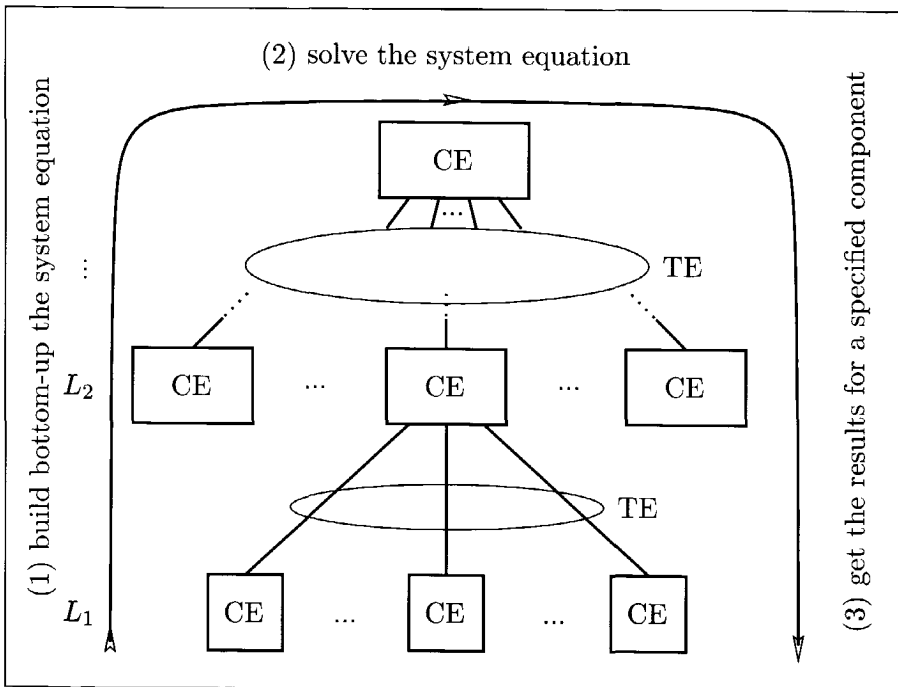 (2) solve the system equation
(1) build bottom-up the system equation
(3) get the results for a specified component
CE
...
TE
...
L₂
CE
...
CE
...
CE
TE
L₁
CE
...
CE
...
CE